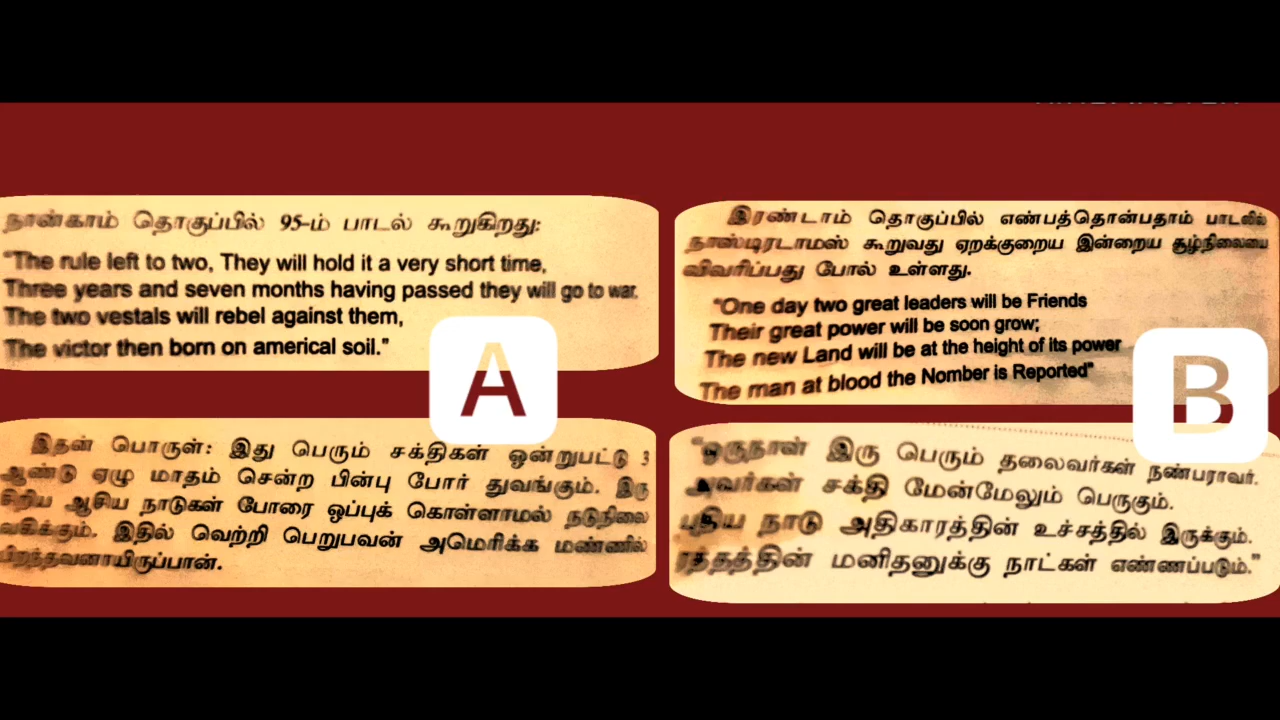 நான்காம் தொகுப்பில் 95-ம் பாடல் கூறுகிறது:
"The rule left to two, They will hold it a very short time,
Three years and seven months having passed they will go to war.
The two vestals will rebel against them,
The victor then born on americal soil."
A
இதன் பொருள்: இது பெரும் சக்திகள் ஒன்றுபட்டு 3
ஆண்டு ஏழு மாதம் சென்ற பின்பு போர் துவங்கும். இரு
சிறிய ஆசிய நாடுகள் போரை ஒப்புக் கொள்ளாமல் நடுநிலை
வகிக்கும். இதில் வெற்றி பெறுபவன் அமெரிக்க மண்ணில்
பிறந்தவனாயிருப்பான்.
இரண்டாம் தொகுப்பில் எண்பத்தொன்பதாம் பாடலில்
நாஸ்டிரடாமஸ் கூறுவது ஏறக்குறைய இன்றைய சூழ்நிலையை
விவரிப்பது போல் உள்ளது.
"One day two great leaders will be Friends
Their great power will be soon grow;
The new Land will be at the height of its power
The man at blood the Nomber is Reported"
B
"ஒருநாள் இரு பெரும் தலைவர்கள் நண்பராவர்.
அவர்கள் சக்தி மேன்மேலும் பெருகும்.
புதிய நாடு அதிகாரத்தின் உச்சத்தில் இருக்கும்.
ரத்தத்தின் மனிதனுக்கு நாட்கள் எண்ணப்படும்."